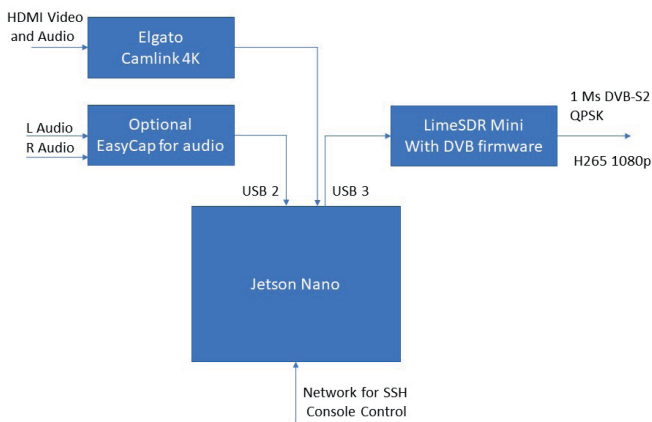 HDMI Video
and Audio
Elgato
Camlink 4K
L Audio
R Audio
Optional
EasyCap for audio
LimeSDR Mini
With DVB firmware
1 Ms DVB-S2
QPSK
H265 1080p
USB 2
USB 3
Jetson Nano
Network for SSH
Console Control